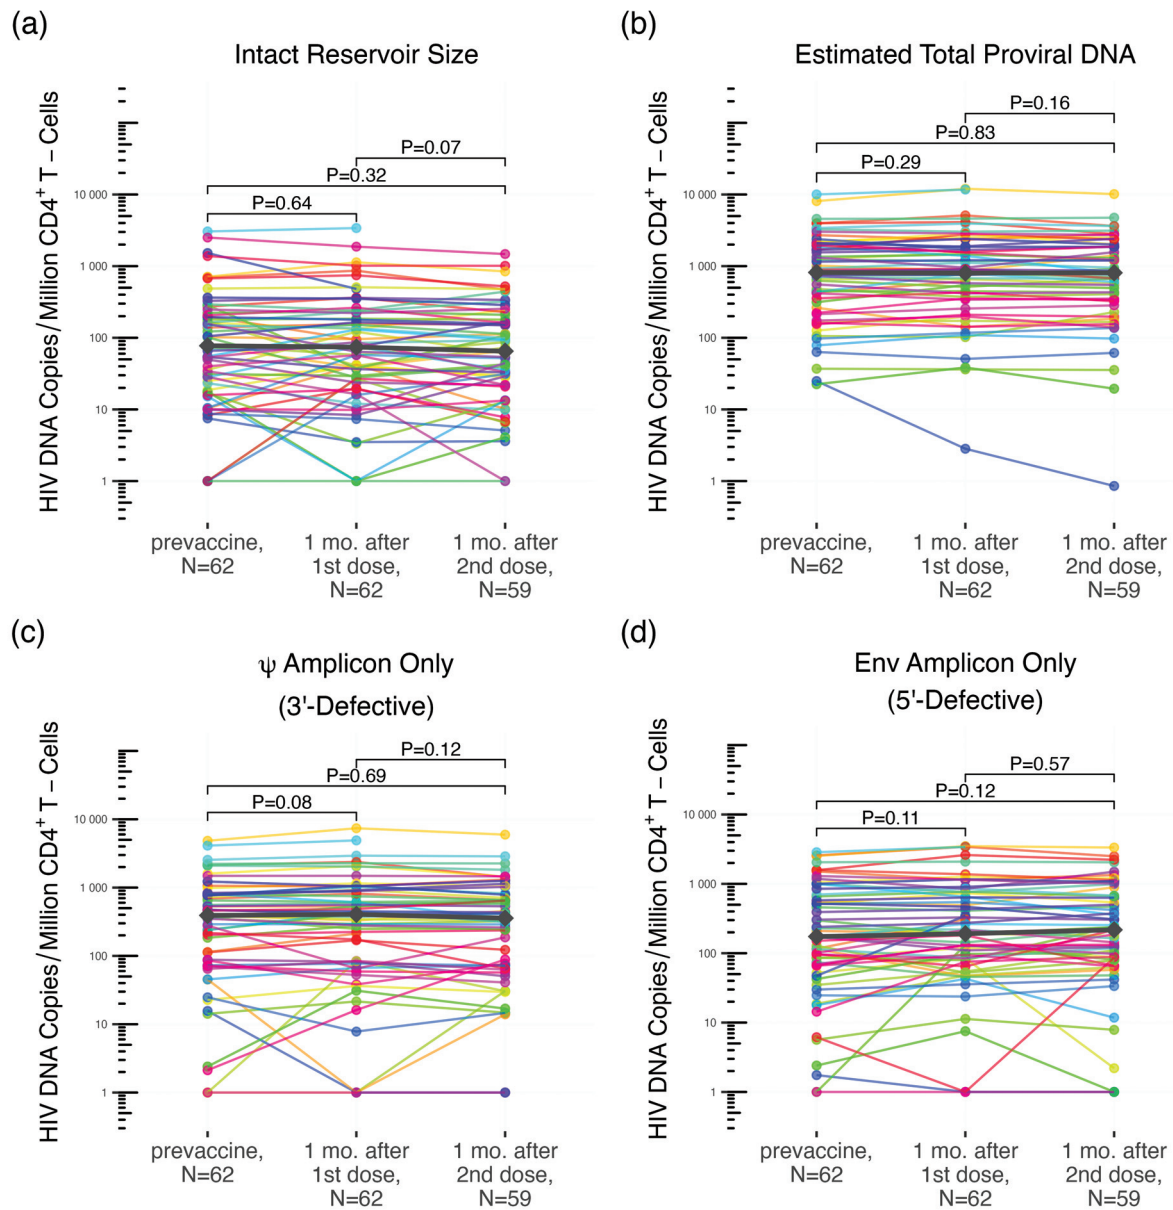 (a)
Intact Reservoir Size
HIV DNA Copies/Million CD4⁺ T – Cells
P=0.07
P=0.32
P=0.64
10 000
1 000
100
10
1
prevaccine,
N=62
1 mo. after
1st dose,
N=62
1 mo. after
2nd dose,
N=59
(b)
Estimated Total Proviral DNA
HIV DNA Copies/Million CD4⁺ T – Cells
P=0.16
P=0.83
P=0.29
10 000
1 000
100
10
1
prevaccine,
N=62
1 mo. after
1st dose,
N=62
1 mo. after
2nd dose,
N=59
(c)
ψ Amplicon Only
(3'-Defective)
HIV DNA Copies/Million CD4⁺ T – Cells
P=0.12
P=0.69
P=0.08
10 000
1 000
100
10
1
prevaccine,
N=62
1 mo. after
1st dose,
N=62
1 mo. after
2nd dose,
N=59
(d)
Env Amplicon Only
(5'-Defective)
HIV DNA Copies/Million CD4⁺ T – Cells
P=0.57
P=0.12
P=0.11
10 000
1 000
100
10
1
prevaccine,
N=62
1 mo. after
1st dose,
N=62
1 mo. after
2nd dose,
N=59